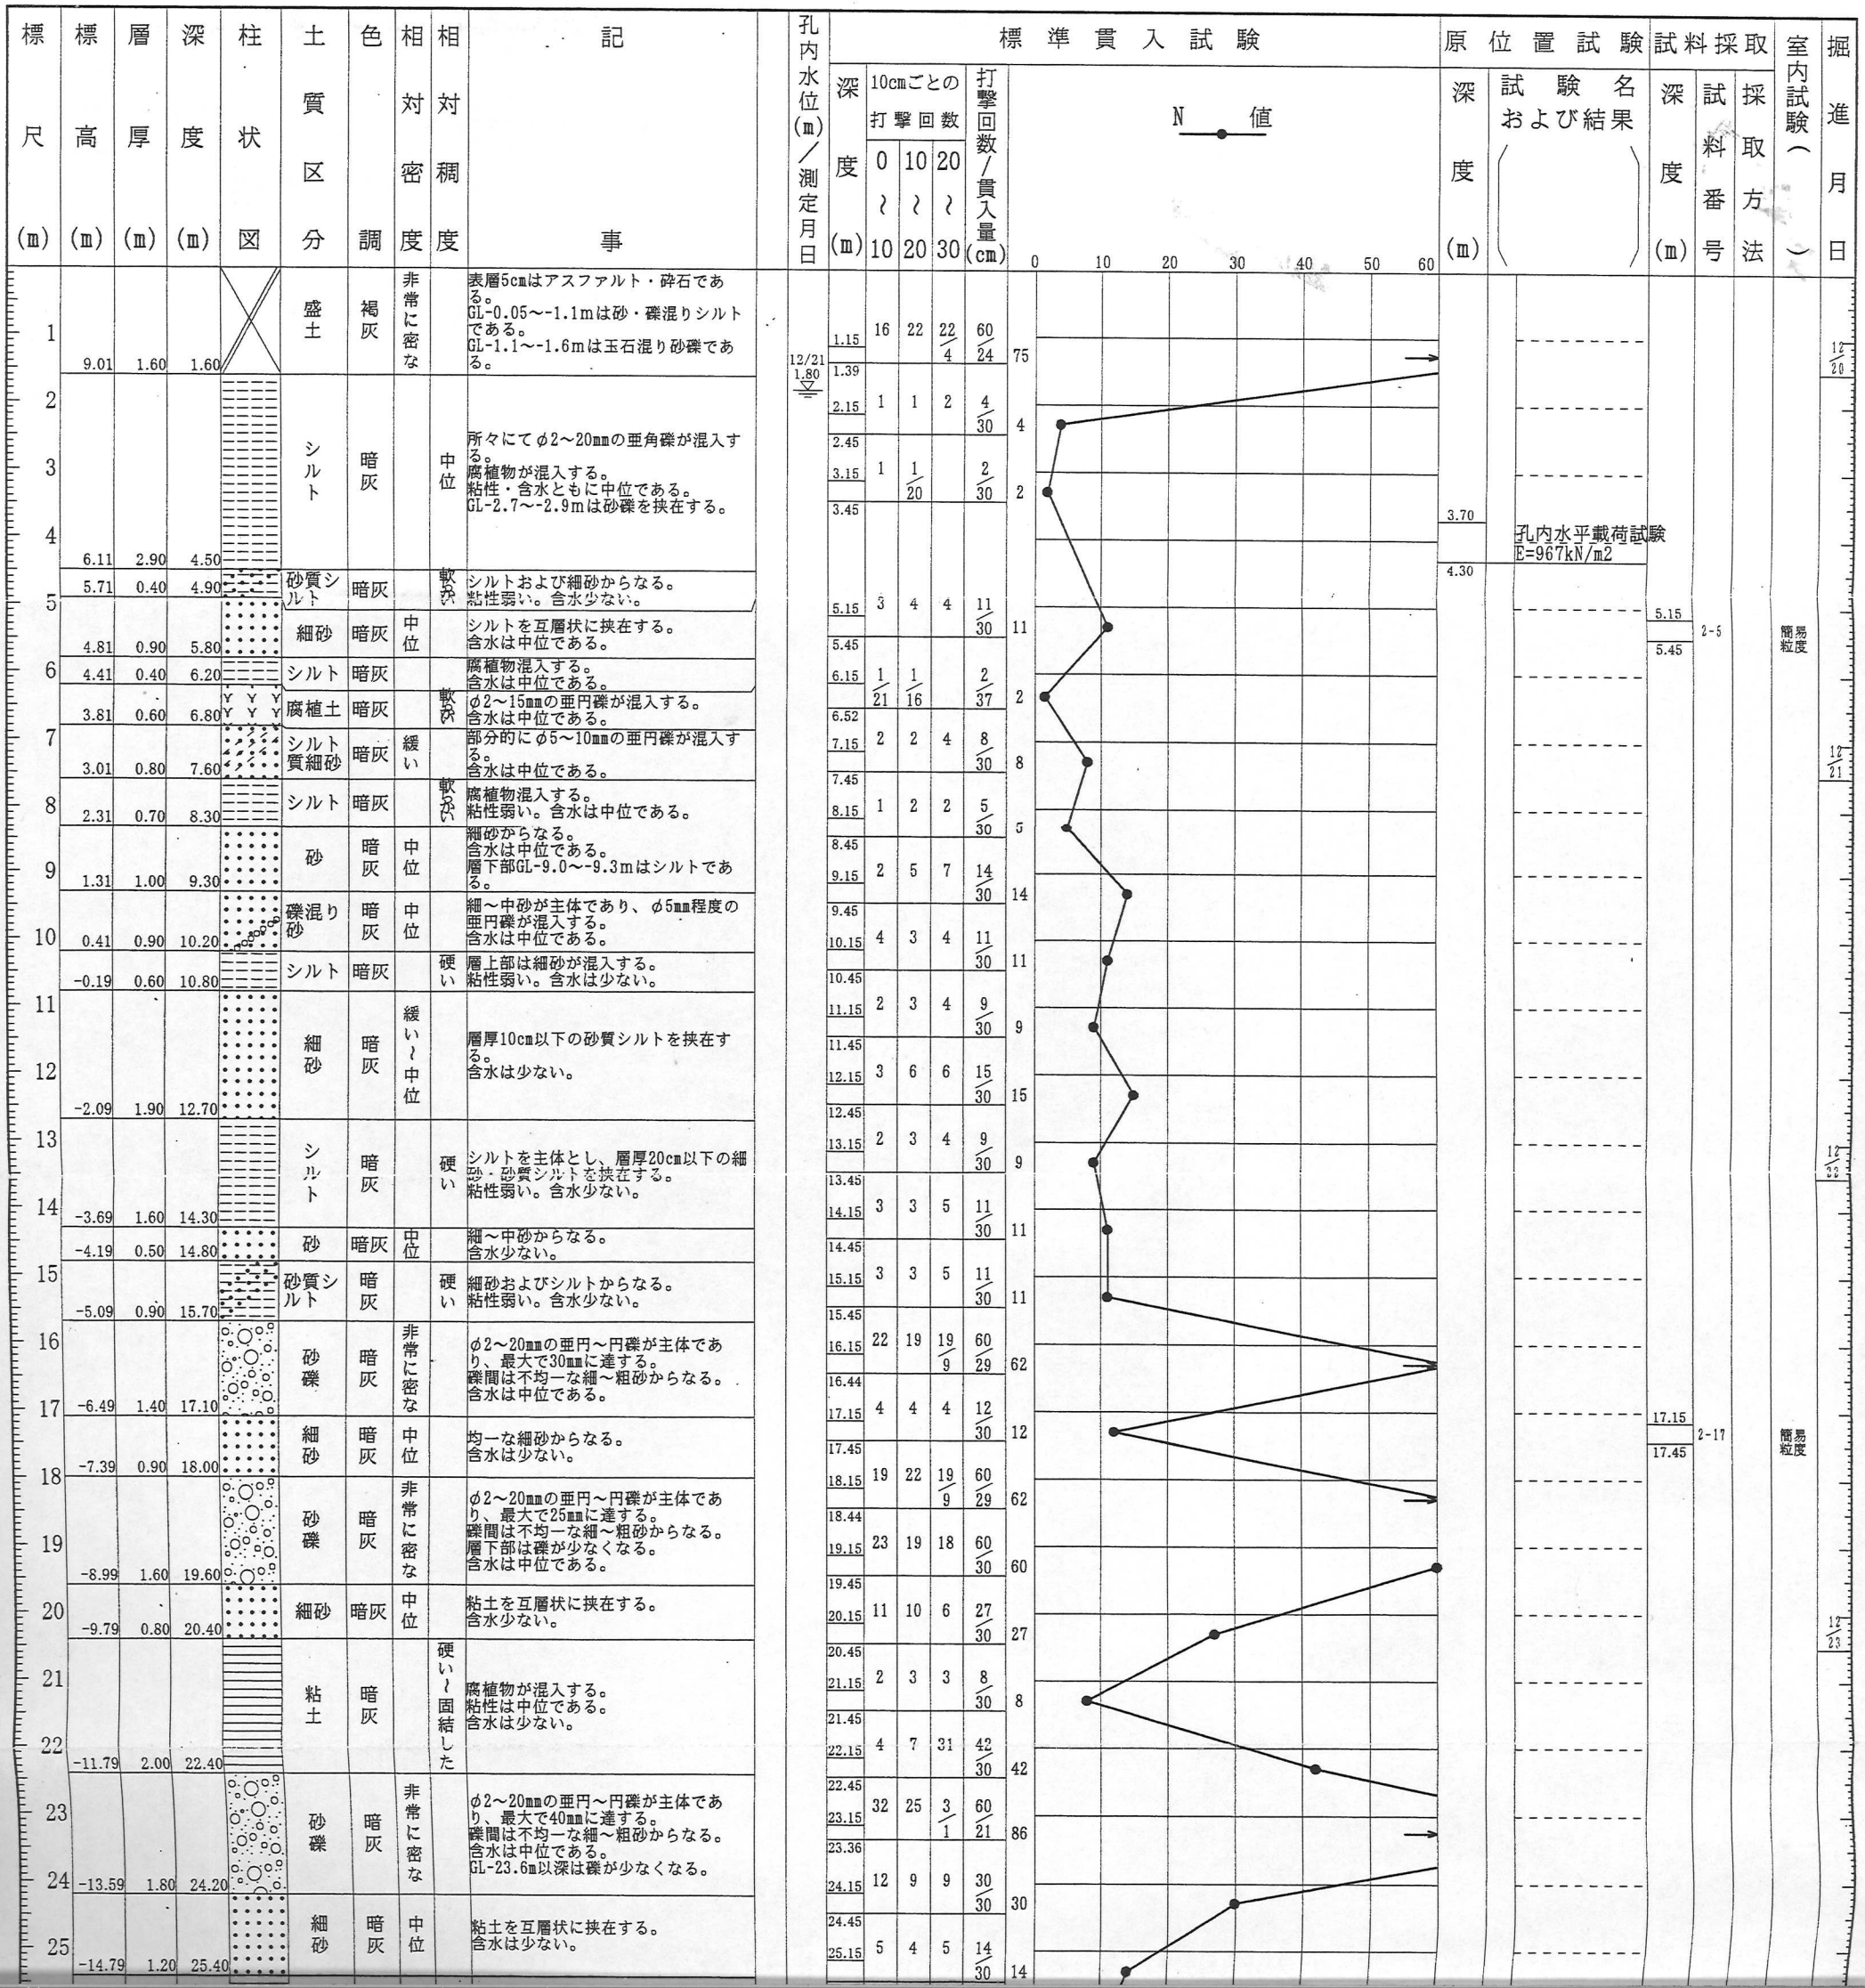 標尺(m)
標高(m)
層厚(m)
深度(m)
柱状図
土質区分
色調
相対密度
相対稠度
記事
孔内水位(m)/測定月日
標準貫入試験
深度(m)
10cmごとの
打撃回数
0〜10
10〜20
20〜30
打撃回数/貫入量(cm)
N 値
0 10 20 30 40 50 60
原位置試験
深度(m)
試験名
および結果
試料採取
深度(m)
試料番号
採取方法
室内試験( )
掘進月日
1
9.01 1.60 1.60
盛土
褐灰
非常に密な
表層5cmはアスファルト・砕石であ
る。
GL-0.05〜-1.1mは砂・礫混りシルト
である。
GL-1.1〜-1.6mは玉石混り砂礫であ
る。
12/21
1.80
1.15 16 22 22/4 60/24 75
1.39
12/20
2
3
4
6.11 2.90 4.50
シルト
暗灰
中位
所々にてφ2〜20mmの亜角礫が混入す
る。
腐植物が混入する。
粘性・含水ともに中位である。
GL-2.7〜-2.9mは砂礫を挟在する。
2.15 1 1 2 4/30 4
2.45
3.15 1 1/20 2/30 2
3.45
3.70
孔内水平載荷試験
E=967kN/m2
4.30
5.71 0.40 4.90
砂質シルト
暗灰
軟かい
シルトおよび細砂からなる。
粘性弱い。含水少ない。
5
4.81 0.90 5.80
細砂
暗灰
中位
シルトを互層状に挟在する。
含水は中位である。
5.15 3 4 4 11/30 11
5.45
5.15
2-5
簡易粒度
5.45
6
4.41 0.40 6.20
シルト
暗灰
腐植物混入する。
含水は中位である。
6.15 1/21 1/16 2/37 2
6.52
3.81 0.60 6.80
腐植土
暗灰
軟かい
φ2〜15mmの亜円礫が混入する。
含水は中位である。
7
3.01 0.80 7.60
シルト質細砂
暗灰
緩い
部分的にφ5〜10mmの亜円礫が混入す
る。
含水は中位である。
7.15 2 2 4 8/30 8
7.45
12/21
8
2.31 0.70 8.30
シルト
暗灰
軟かい
腐植物混入する。
粘性弱い。含水は中位である。
8.15 1 2 2 5/30 5
8.45
9
1.31 1.00 9.30
砂
暗灰
中位
細砂からなる。
含水は中位である。
層下部GL-9.0〜-9.3mはシルトであ
る。
9.15 2 5 7 14/30 14
9.45
10
0.41 0.90 10.20
礫混り砂
暗灰
中位
細〜中砂が主体であり、φ5mm程度の
亜円礫が混入する。
含水は中位である。
10.15 4 3 4 11/30 11
10.45
-0.19 0.60 10.80
シルト
暗灰
硬い
層上部は細砂が混入する。
粘性弱い。含水は少ない。
11
12
-2.09 1.90 12.70
細砂
暗灰
緩い〜中位
層厚10cm以下の砂質シルトを挟在す
る。
含水は少ない。
11.15 2 3 4 9/30 9
11.45
12.15 3 6 6 15/30 15
12.45
13
14
-3.69 1.60 14.30
シルト
暗灰
硬い
シルトを主体とし、層厚20cm以下の細
砂・砂質シルトを挟在する。
粘性弱い。含水少ない。
13.15 2 3 4 9/30 9
13.45
12/22
14.15 3 3 5 11/30 11
14.45
-4.19 0.50 14.80
砂
暗灰
中位
細〜中砂からなる。
含水少ない。
15
-5.09 0.90 15.70
砂質シルト
暗灰
硬い
細砂およびシルトからなる。
粘性弱い。含水少ない。
15.15 3 3 5 11/30 11
15.45
16
17
-6.49 1.40 17.10
砂礫
暗灰
非常に密な
φ2〜20mmの亜円〜円礫が主体であ
り、最大で30mmに達する。
礫間は不均一な細〜粗砂からなる。
含水は中位である。
16.15 22 19 19/9 60/29 62
16.44
-7.39 0.90 18.00
細砂
暗灰
中位
均一な細砂からなる。
含水は少ない。
17.15 4 4 4 12/30 12
17.45
17.15
2-17
簡易粒度
17.45
18
19
-8.99 1.60 19.60
砂礫
暗灰
非常に密な
φ2〜20mmの亜円〜円礫が主体であ
り、最大で25mmに達する。
礫間は不均一な細〜粗砂からなる。
層下部は礫が少なくなる。
含水は中位である。
18.15 19 22 19/9 60/29 62
18.44
19.15 23 19 18 60/30 60
19.45
20
-9.79 0.80 20.40
細砂
暗灰
中位
粘土を互層状に挟在する。
含水少ない。
20.15 11 10 6 27/30 27
20.45
12/23
21
22
-11.79 2.00 22.40
粘土
暗灰
硬い〜固結した
腐植物が混入する。
粘性は中位である。
含水は少ない。
21.15 2 3 3 8/30 8
21.45
22.15 4 7 31 42/30 42
22.45
23
24
-13.59 1.80 24.20
砂礫
暗灰
非常に密な
φ2〜20mmの亜円〜円礫が主体であ
り、最大で40mmに達する。
礫間は不均一な細〜粗砂からなる。
含水は中位である。
GL-23.6m以深は礫が少なくなる。
23.15 32 25 3/1 60/21 86
23.36
24.15 12 9 9 30/30 30
24.45
25
-14.79 1.20 25.40
細砂
暗灰
中位
粘土を互層状に挟在する。
含水は少ない。
25.15 5 4 5 14/30 14